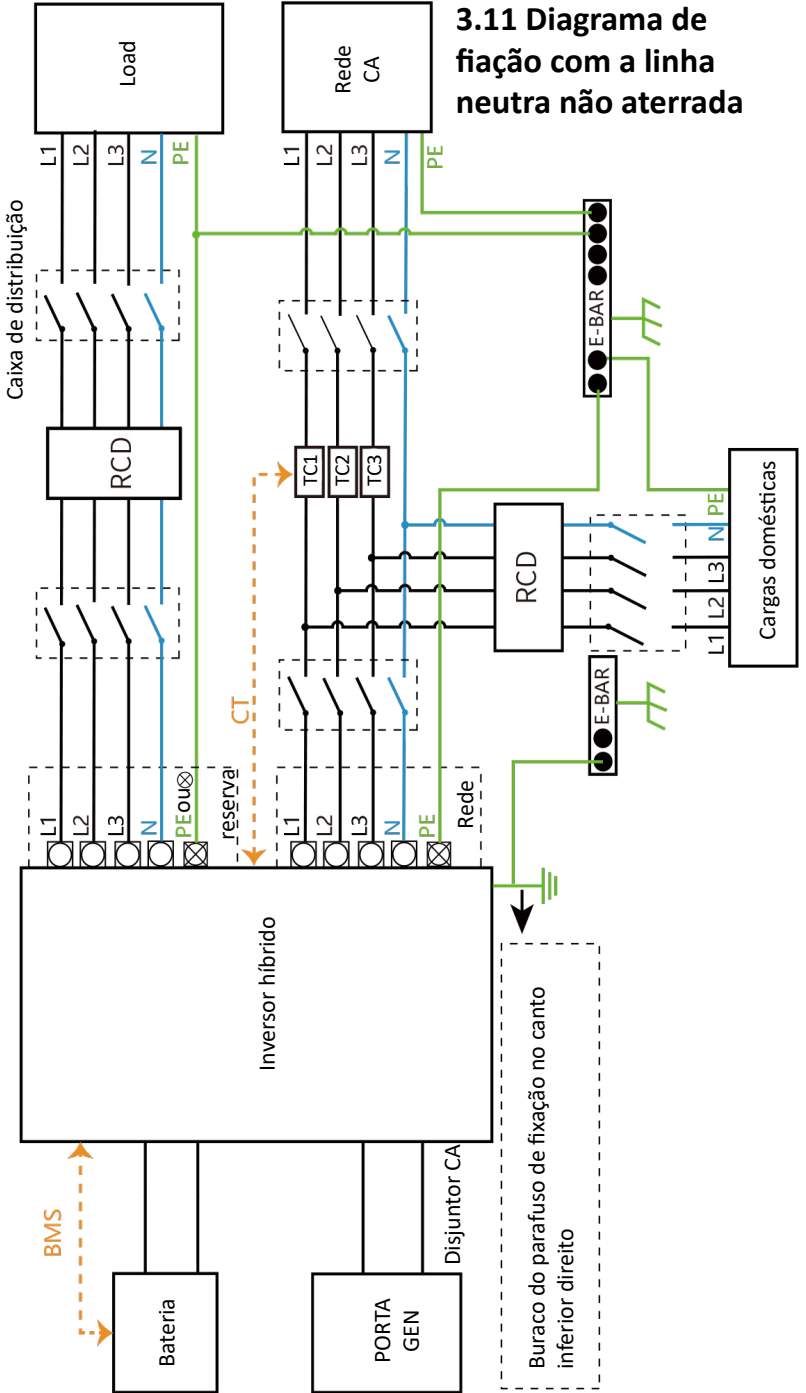 3.11 Diagrama de
fiação com a linha
neutra não aterrada
Load
L1
L2
L3
N
PE
Caixa de distribuição
RCD
L1
L2
L3
N
PEou⊗
reserva
Rede
CA
L1
L2
L3
N
PE
TC1
TC2
TC3
CT
L1
L2
L3
N
PE
Rede
E-BAR
RCD
L1
L2
L3
N
PE
Cargas domésticas
E-BAR
Inversor híbrido
BMS
Bateria
PORTA
GEN
Disjuntor CA
Buraco do parafuso de fixação no canto
inferior direito